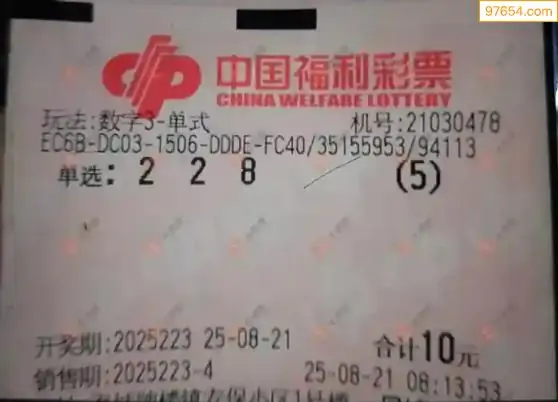 97654.com
中国福利彩票
CHINA WELFARE LOTTERY
玩法:数字3-单式 机号:21030478
EC6B-DC03-1506-DDDE-FC40/35155953/94113
单选: 2 2 8 (5)
开奖期:2025223 25-08-21 合计10元
销售期:2025223-4 25-08-21 08:13:53